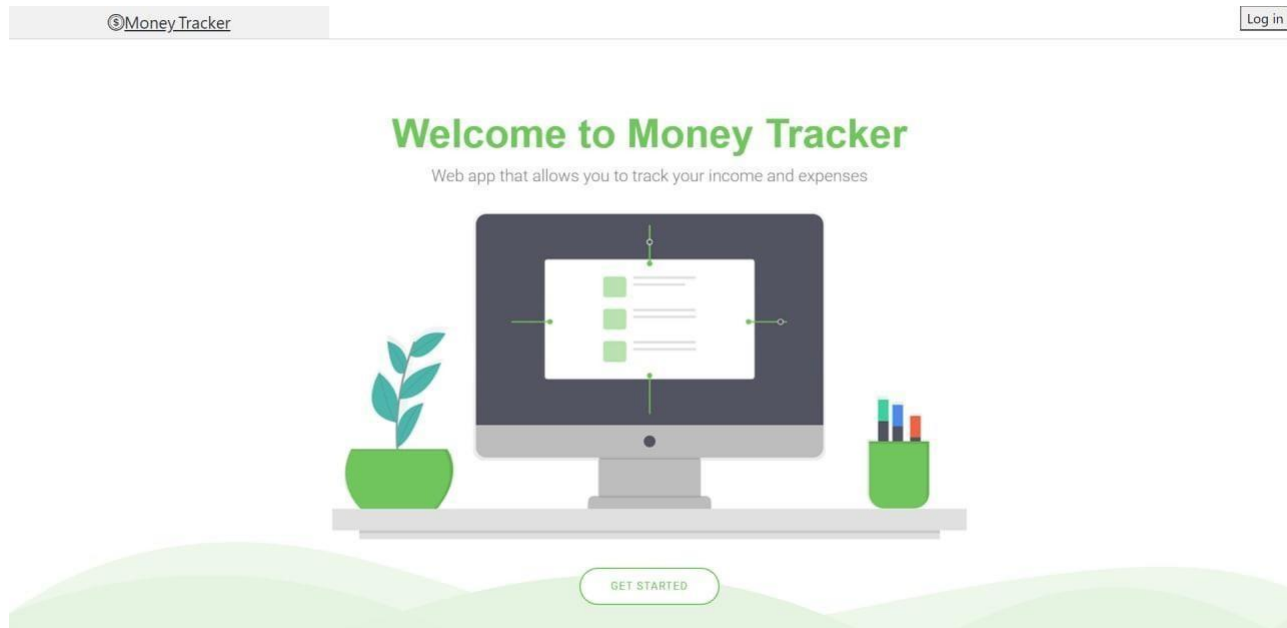 Money Tracker
Log in
Welcome to Money Tracker
Web app that allows you to track your income and expenses
GET STARTED